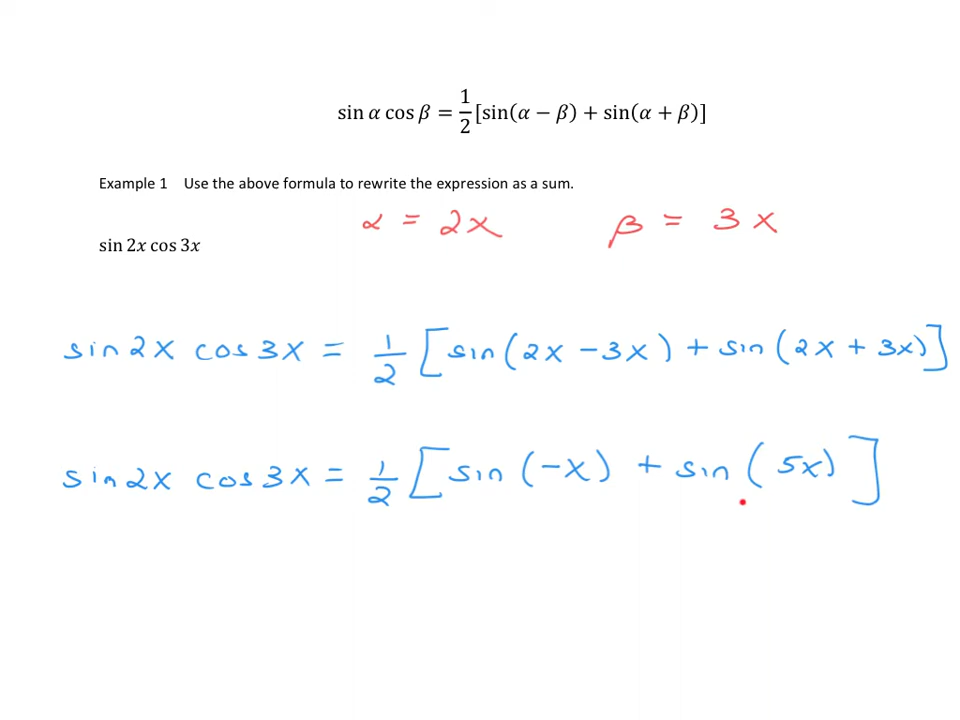 sin α cos β = 1/2 [sin(α − β) + sin(α + β)]
Example 1 Use the above formula to rewrite the expression as a sum.
α = 2x β = 3x
sin 2x cos 3x
sin 2x cos 3x = 1/2 [sin(2x − 3x) + sin(2x + 3x)]
sin 2x cos 3x = 1/2 [sin(−x) + sin(5x)]